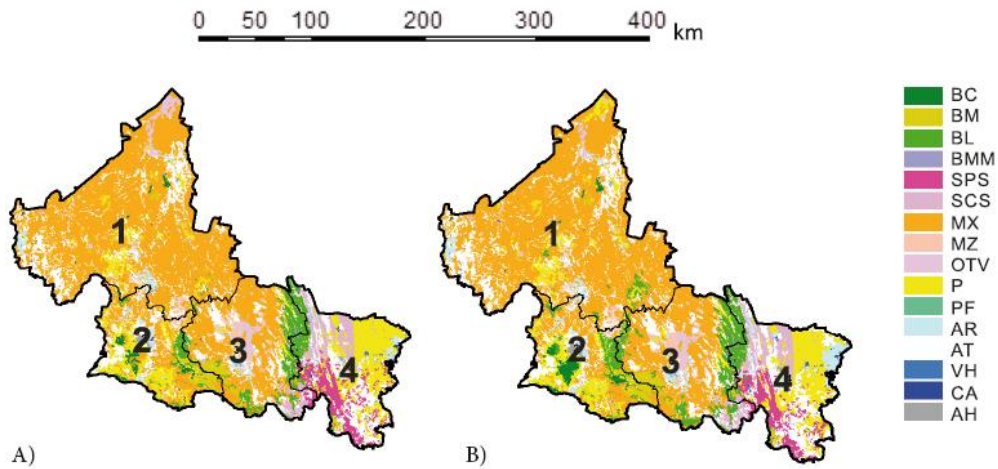 0 50 100 200 300 400 km
BC
BM
BL
BMM
SPS
SCS
MX
MZ
OTV
P
PF
AR
AT
VH
CA
AH
1
2
3
4
A)
1
2
3
4
B)